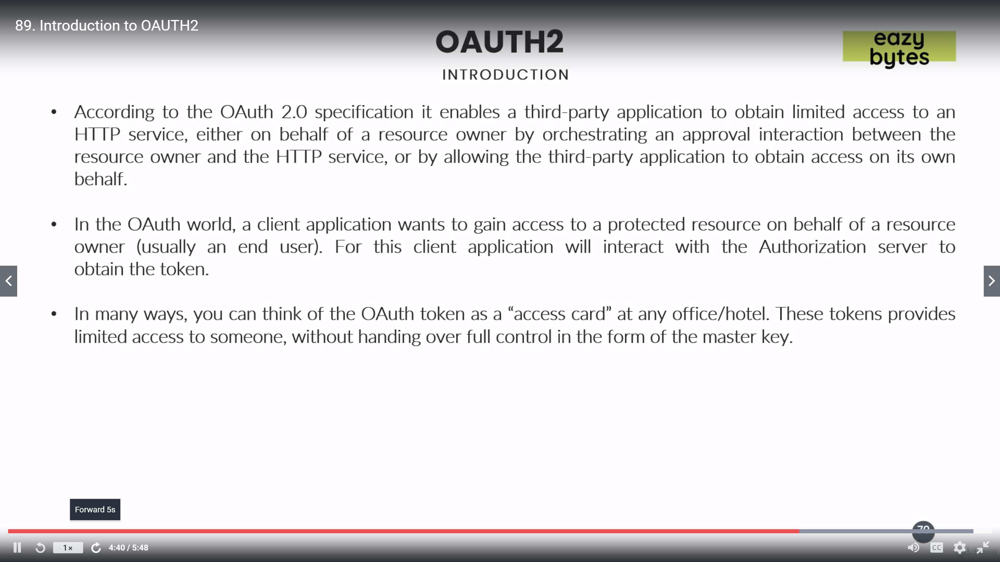 89. Introduction to OAUTH2
OAUTH2
eazy
bytes
INTRODUCTION
• According to the OAuth 2.0 specification it enables a third-party application to obtain limited access to an
HTTP service, either on behalf of a resource owner by orchestrating an approval interaction between the
resource owner and the HTTP service, or by allowing the third-party application to obtain access on its own
behalf.
• In the OAuth world, a client application wants to gain access to a protected resource on behalf of a resource
owner (usually an end user). For this client application will interact with the Authorization server to
obtain the token.
• In many ways, you can think of the OAuth token as a “access card” at any office/hotel. These tokens provides
limited access to someone, without handing over full control in the form of the master key.
Forward 5s
1x
4:40 / 5:48
CC